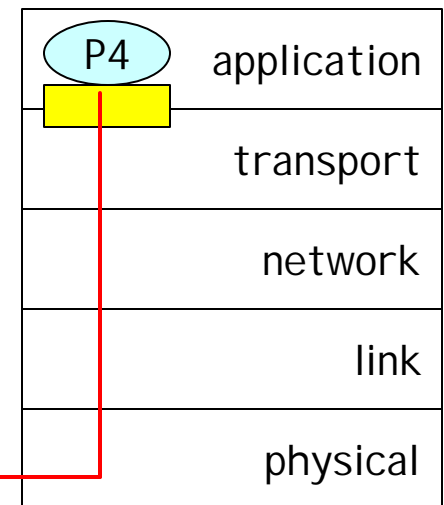 P4 application
transport
network
link
physical